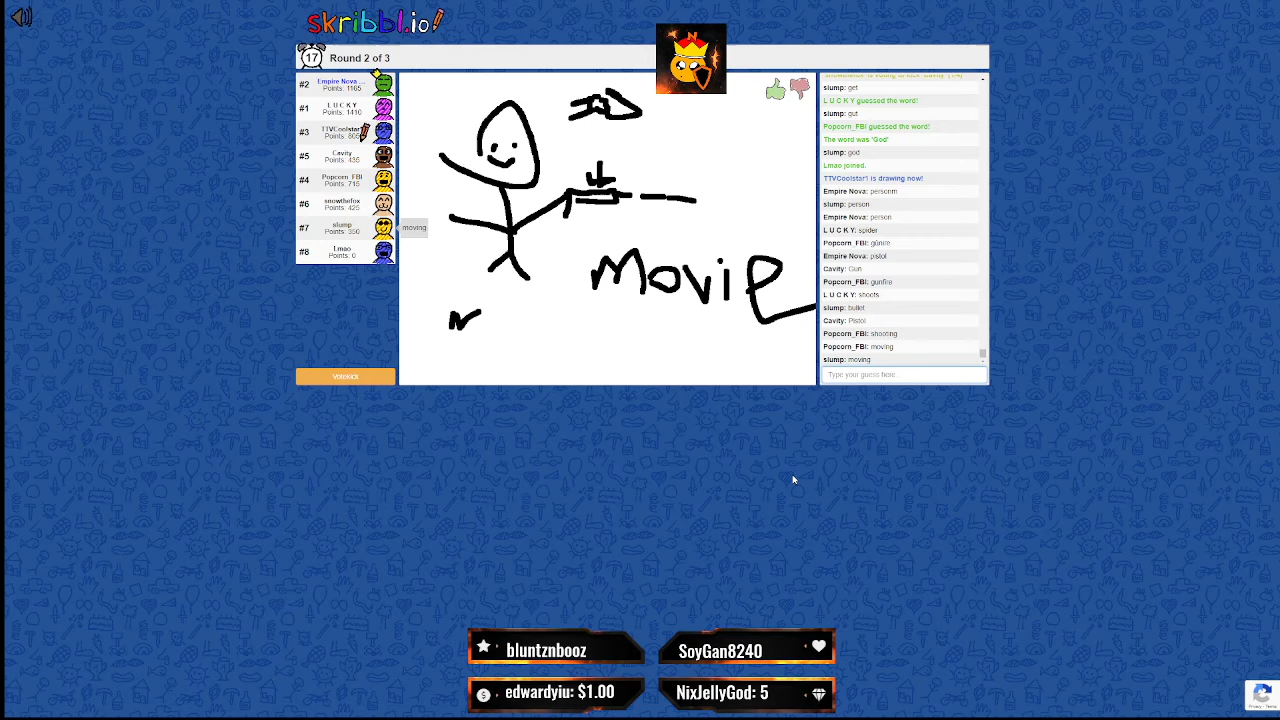 skribbl.io!
17 Round 2 of 3
N
#2 Empire Nova ... Points: 1165
#1 L U C K Y Points: 1410
#3 TTVCoolstar1 Points: 805
#5 Cavity Points: 435
#4 Popcorn_FBI Points: 715
#6 snowthefox Points: 425
#7 slump Points: 350
moving
#8 Lmao Points: 0
Votekick
Movie
slump: get
L U C K Y guessed the word!
slump: gut
Popcorn_FBI guessed the word!
The word was 'God'
slump: god
Lmao joined.
TTVCoolstar1 is drawing now!
Empire Nova: personm
slump: person
Empire Nova: person
L U C K Y: spider
Popcorn_FBI: günire
Empire Nova: pistol
Cavity: Gun
Popcorn_FBI: gunfire
L U C K Y: shoots
slump: bullet
Cavity: Pistol
Popcorn_FBI: shooting
Popcorn_FBI: moving
slump: moving
Type your guess here...
bluntznbooz
SoyGan8240
edwardyiu: $1.00
NixJellyGod: 5
Privacy - Terms